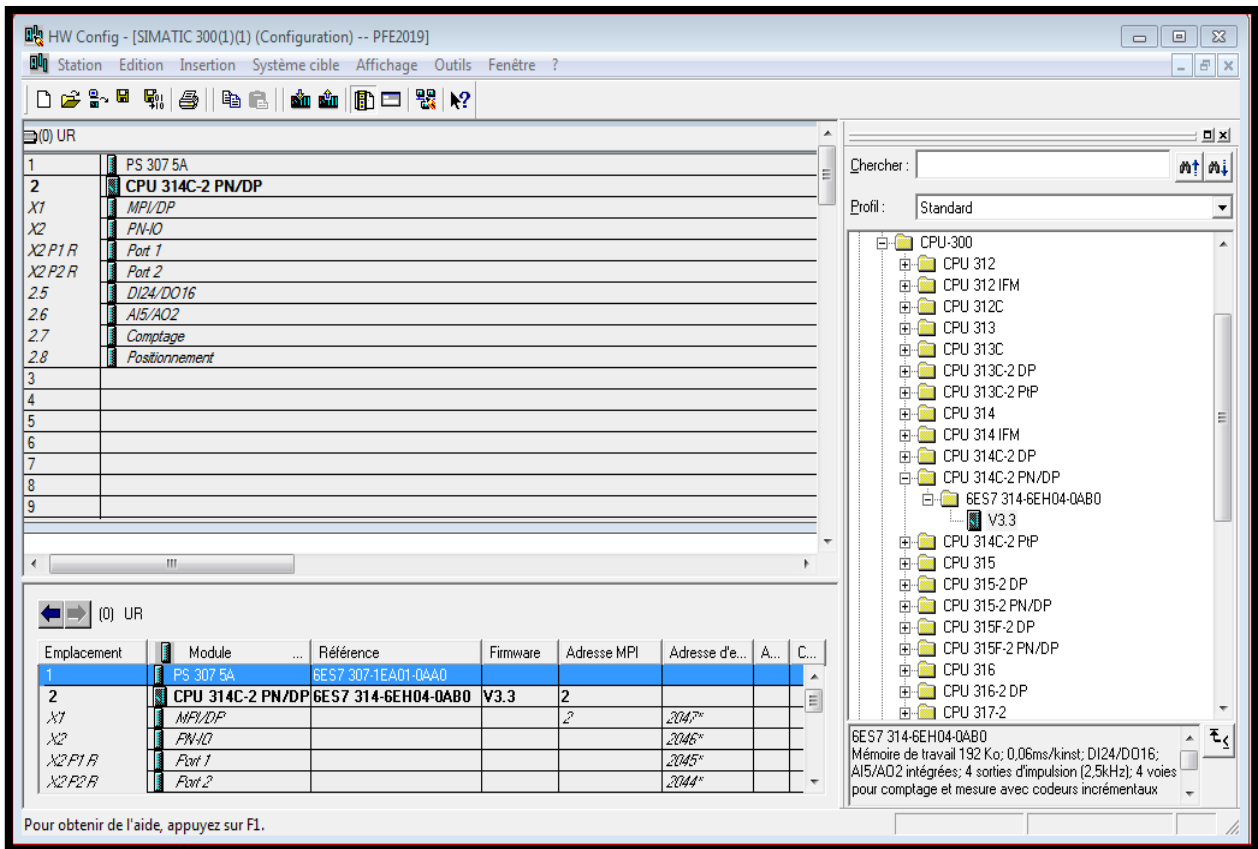 HW Config - [SIMATIC 300(1)(1) (Configuration) -- PFE2019]
Station Edition Insertion Système cible Affichage Outils Fenêtre ?
(0) UR
1 PS 307 5A
2 CPU 314C-2 PN/DP
X1 MPI/DP
X2 PN-IO
X2 P1 R Port 1
X2 P2 R Port 2
2.5 DI24/DO16
2.6 AI5/AO2
2.7 Comptage
2.8 Positionnement
3
4
5
6
7
8
9
(0) UR
Emplacement Module ... Référence Firmware Adresse MPI Adresse d'e... A... C...
1 PS 307 5A 6ES7 307-1EA01-0AA0
2 CPU 314C-2 PN/DP 6ES7 314-6EH04-0AB0 V3.3 2
X1 MPI/DP 2 2047*
X2 PN-IO 2046*
X2 P1 R Port 1 2045*
X2 P2 R Port 2 2044*
Chercher :
Profil : Standard
CPU-300
CPU 312
CPU 312 IFM
CPU 312C
CPU 313
CPU 313C
CPU 313C-2 DP
CPU 313C-2 PtP
CPU 314
CPU 314 IFM
CPU 314C-2 DP
CPU 314C-2 PN/DP
6ES7 314-6EH04-0AB0
V3.3
CPU 314C-2 PtP
CPU 315
CPU 315-2 DP
CPU 315-2 PN/DP
CPU 315F-2 DP
CPU 315F-2 PN/DP
CPU 316
CPU 316-2 DP
CPU 317-2
6ES7 314-6EH04-0AB0
Mémoire de travail 192 Ko; 0,06ms/kinst; DI24/DO16;
AI5/AO2 intégrées; 4 sorties d'impulsion (2,5kHz); 4 voies
pour comptage et mesure avec codeurs incrémentaux
Pour obtenir de l'aide, appuyez sur F1.